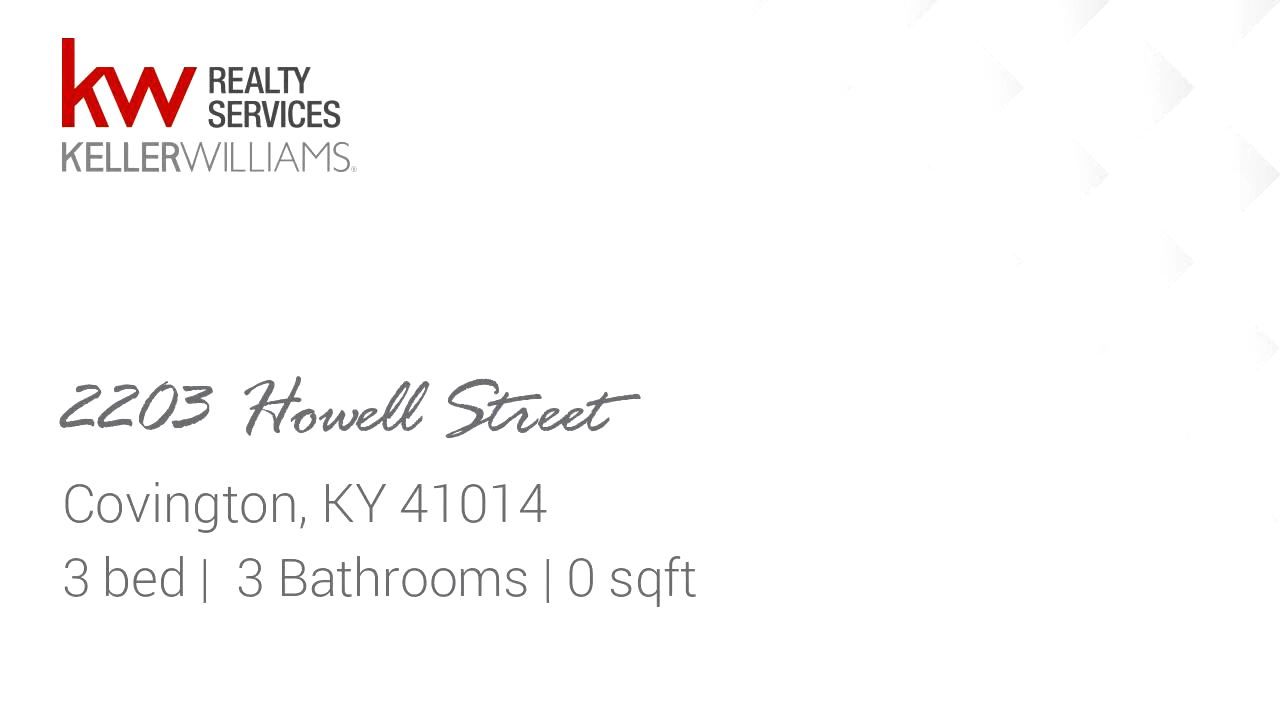 kw REALTY
SERVICES
KELLERWILLIAMS®
2203 Howell Street
Covington, KY 41014
3 bed | 3 Bathrooms | 0 sqft